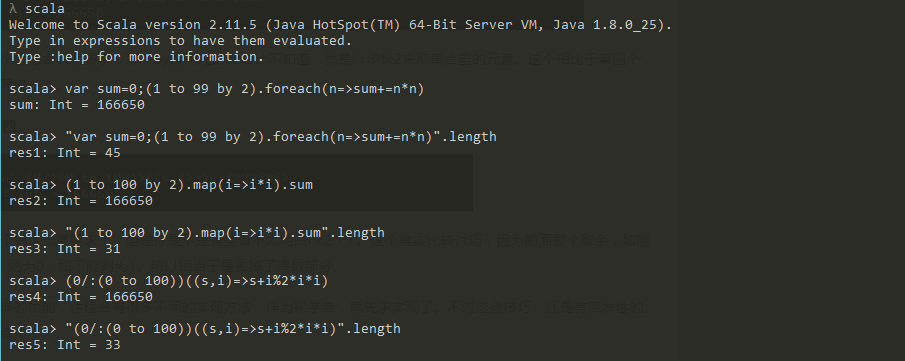 λ scala
Welcome to Scala version 2.11.5 (Java HotSpot(TM) 64-Bit Server VM, Java 1.8.0_25).
Type in expressions to have them evaluated.
Type :help for more information.
scala> var sum=0;(1 to 99 by 2).foreach(n=>sum+=n*n)
sum: Int = 166650
scala> "var sum=0;(1 to 99 by 2).foreach(n=>sum+=n*n)".length
res1: Int = 45
scala> (1 to 100 by 2).map(i=>i*i).sum
res2: Int = 166650
scala> "(1 to 100 by 2).map(i=>i*i).sum".length
res3: Int = 31
scala> (0/:(0 to 100))((s,i)=>s+i%2*i*i)
res4: Int = 166650
scala> "(0/:(0 to 100))((s,i)=>s+i%2*i*i)".length
res5: Int = 33